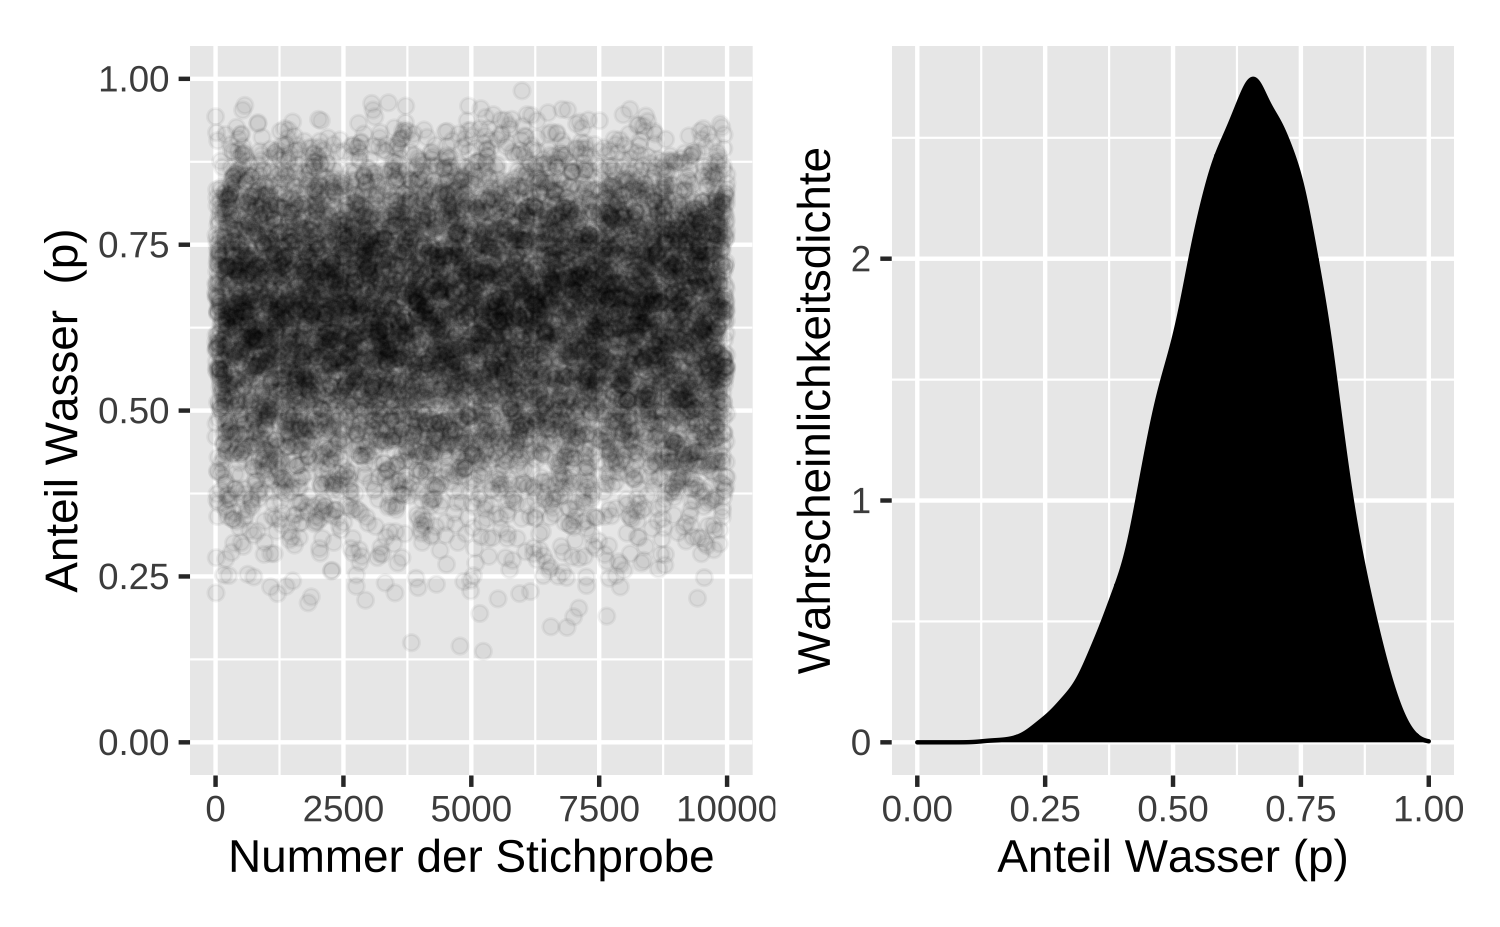 Anteil Wasser (p)
1.00
0.75
0.50
0.25
0.00
0 2500 5000 7500 10000
Nummer der Stichprobe
Wahrscheinlichkeitsdichte
2
1
0
0.00 0.25 0.50 0.75 1.00
Anteil Wasser (p)